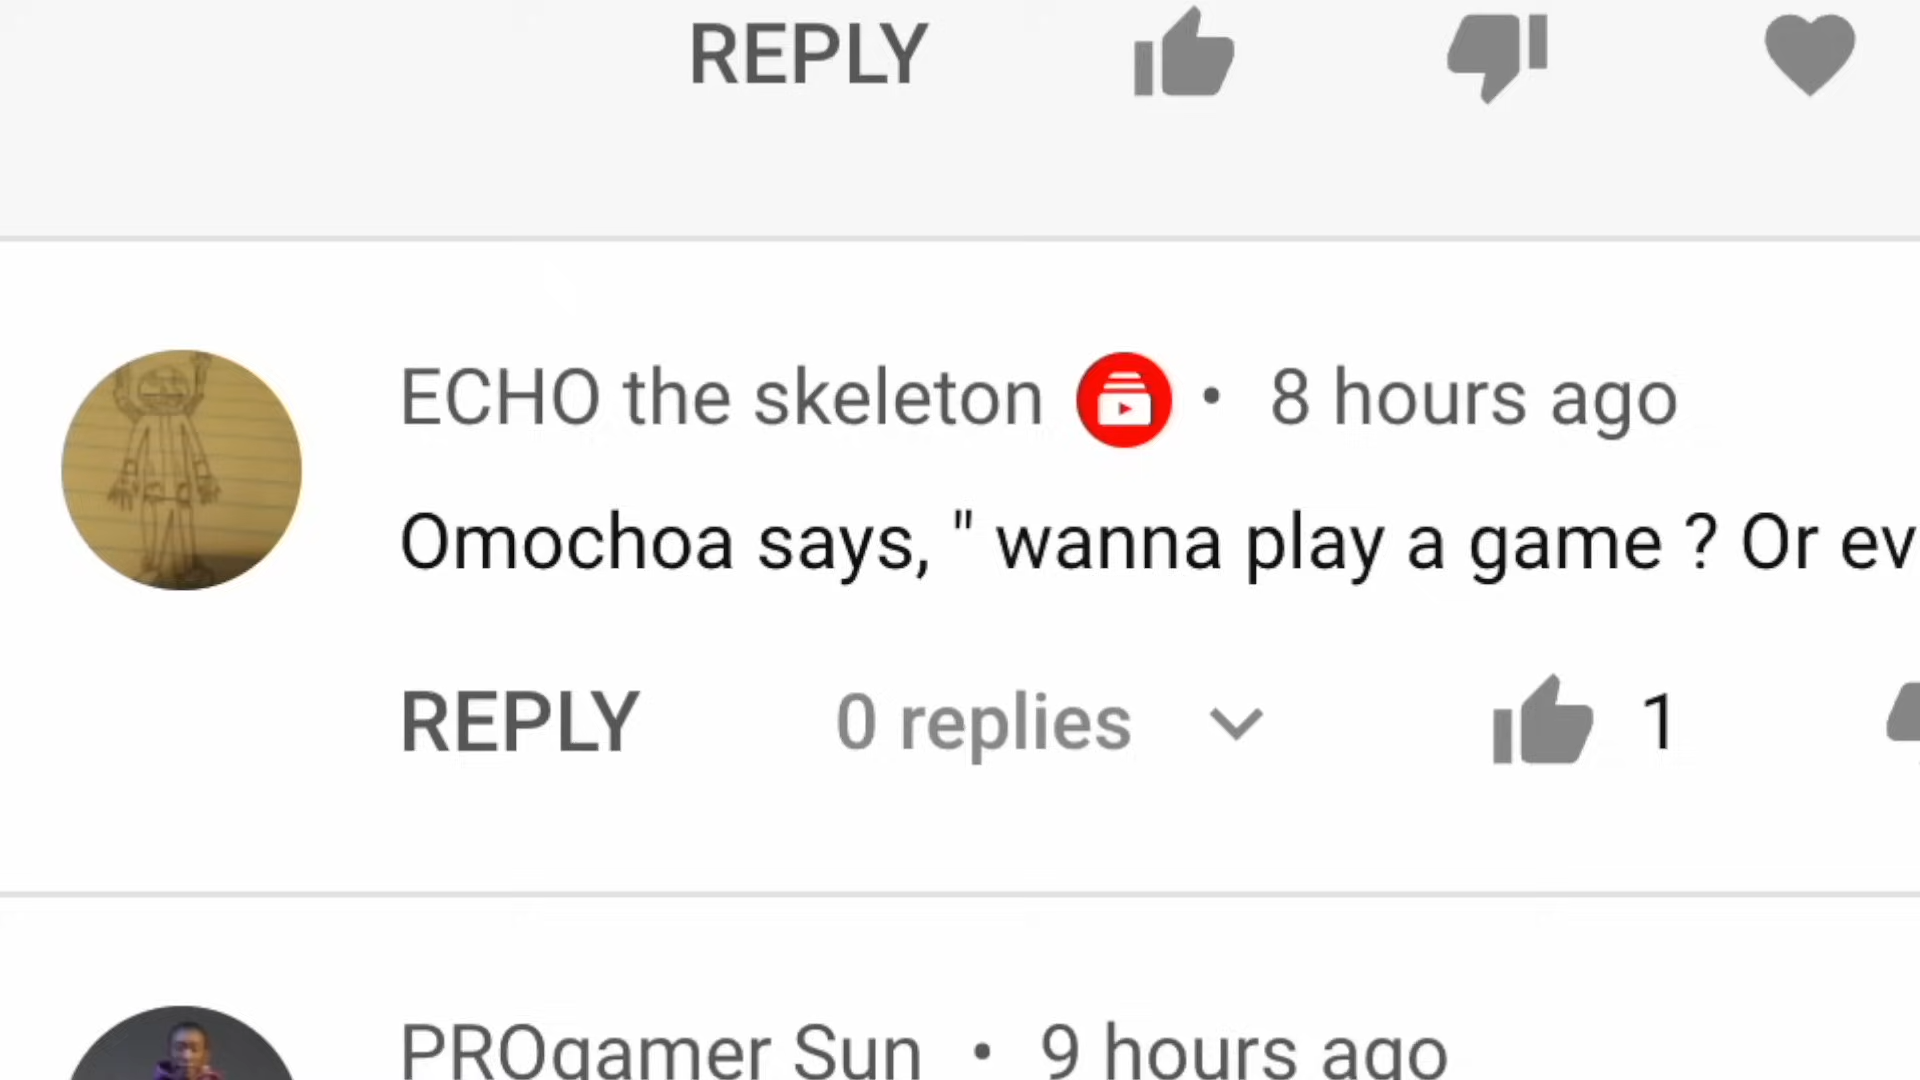 REPLY
ECHO the skeleton • 8 hours ago
Omochoa says, " wanna play a game ? Or ev
REPLY 0 replies 1
PROgamer Sun • 9 hours ago